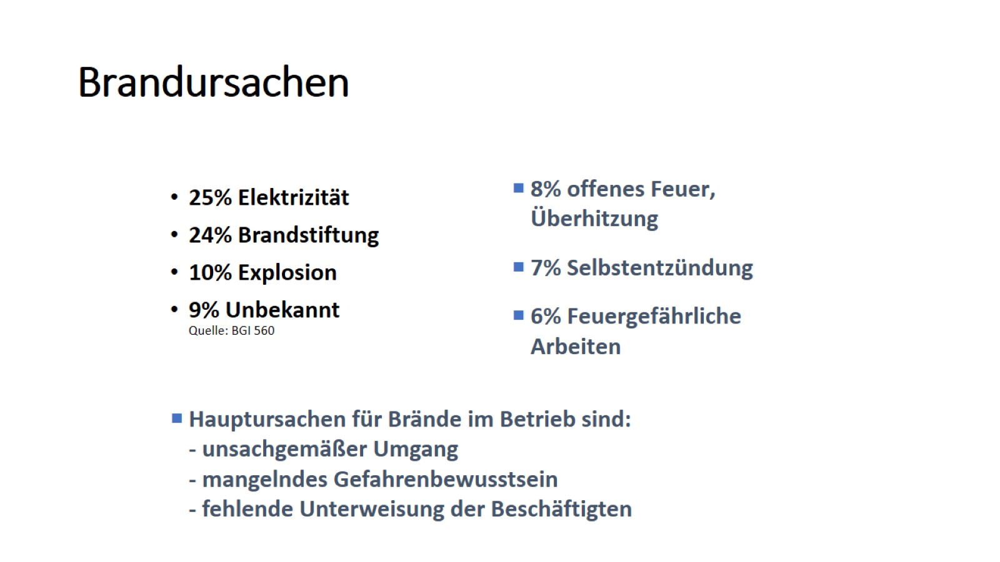 Brandursachen
• 25% Elektrizität
• 24% Brandstiftung
• 10% Explosion
• 9% Unbekannt
Quelle: BGI 560
■ 8% offenes Feuer,
Überhitzung
■ 7% Selbstentzündung
■ 6% Feuergefährliche
Arbeiten
■ Hauptursachen für Brände im Betrieb sind:
- unsachgemäßer Umgang
- mangelndes Gefahrenbewusstsein
- fehlende Unterweisung der Beschäftigten